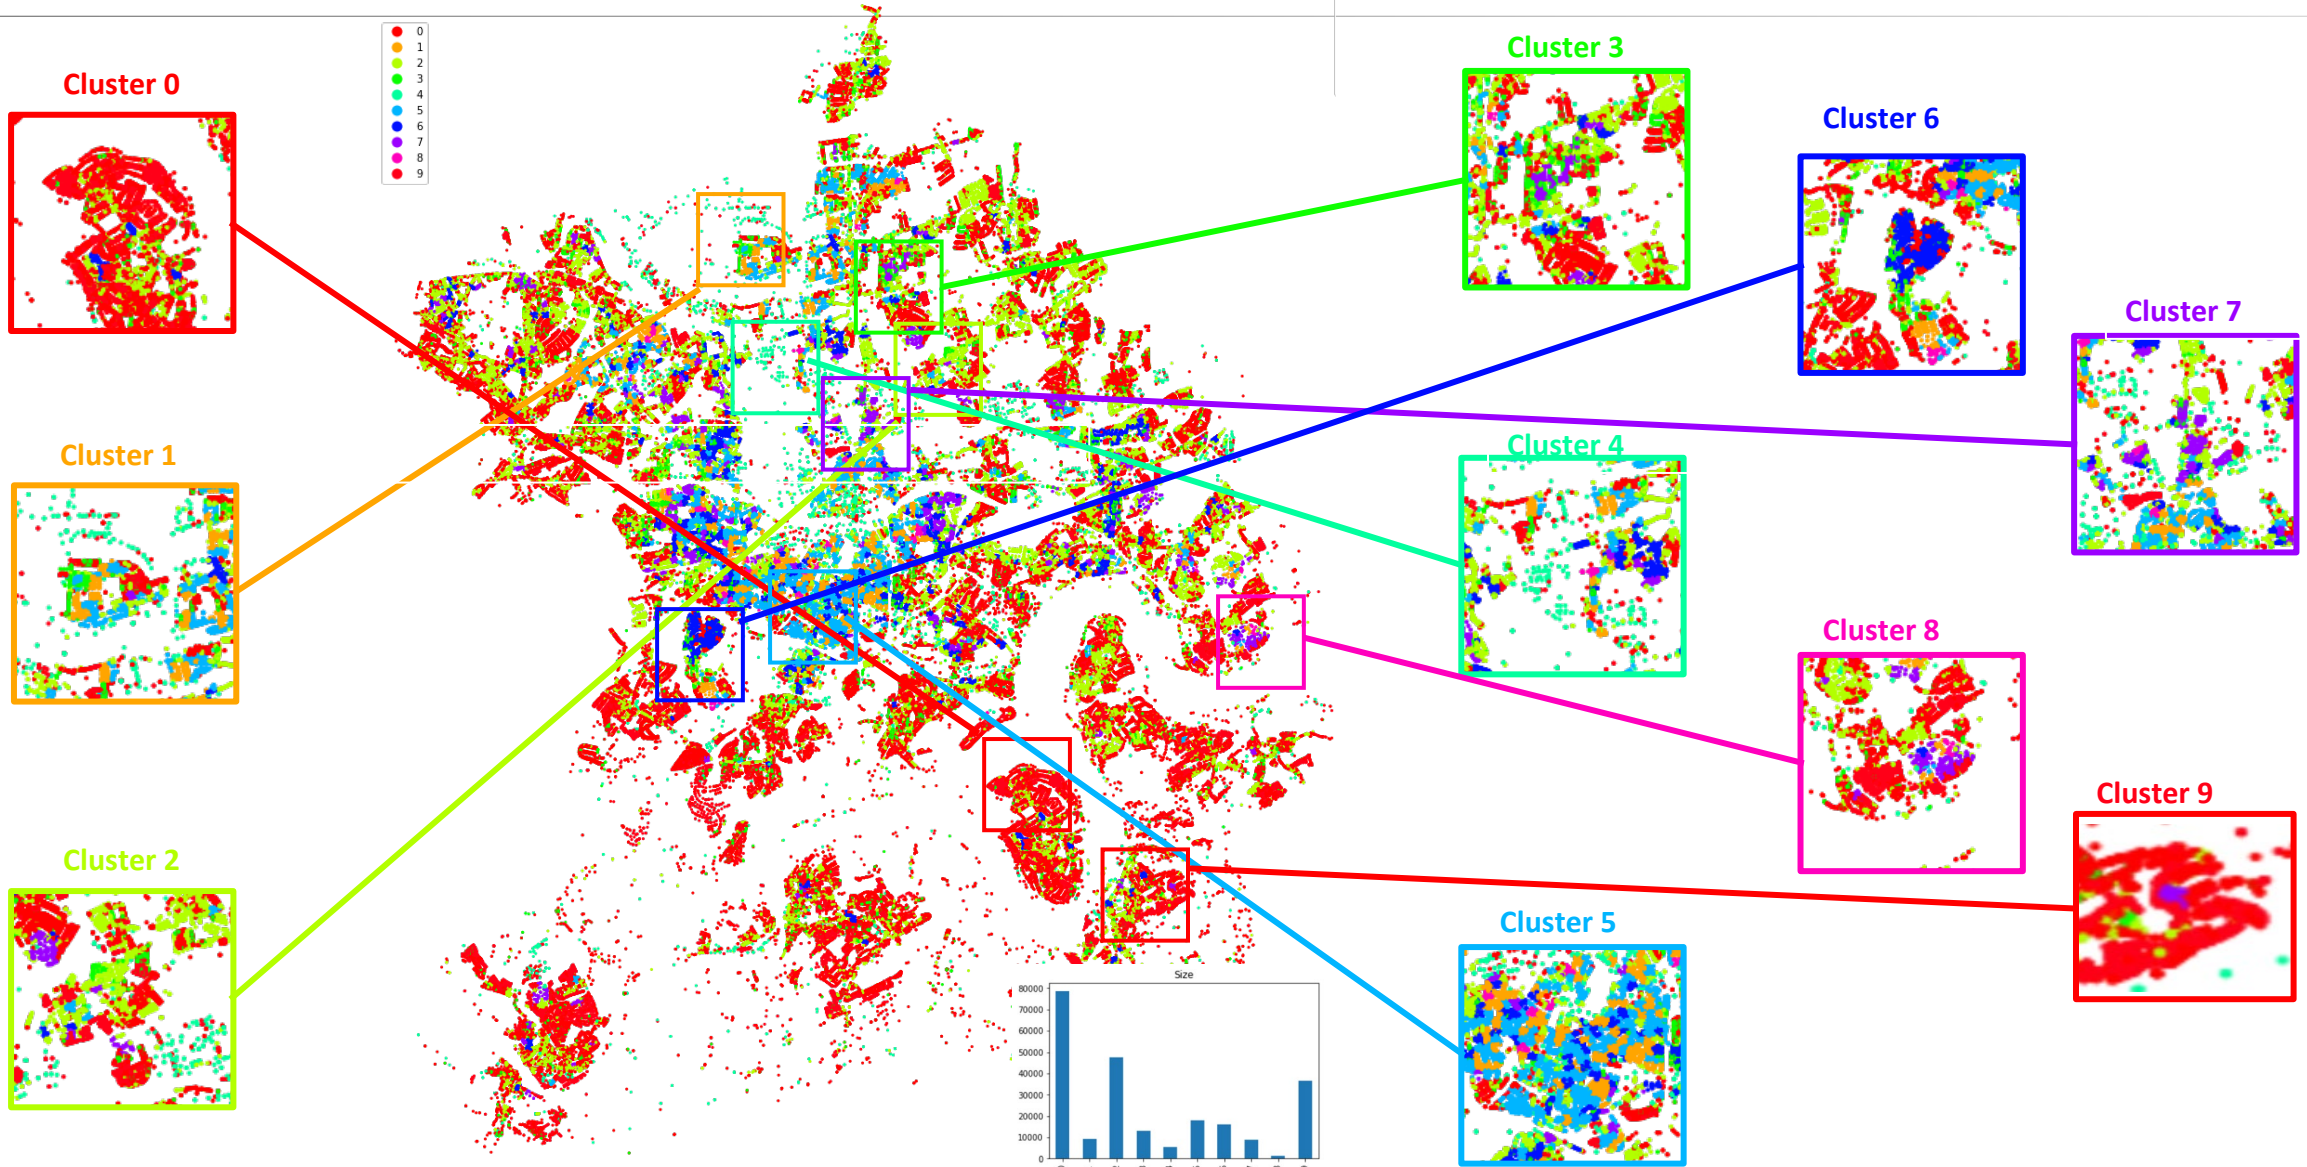 Cluster 0
Cluster 1
Cluster 2
0
1
2
3
4
5
6
7
8
9
Cluster 3
Cluster 6
Cluster 7
Cluster 4
Cluster 8
Cluster 9
Cluster 5
Size
80000
70000
60000
50000
40000
30000
20000
10000
0